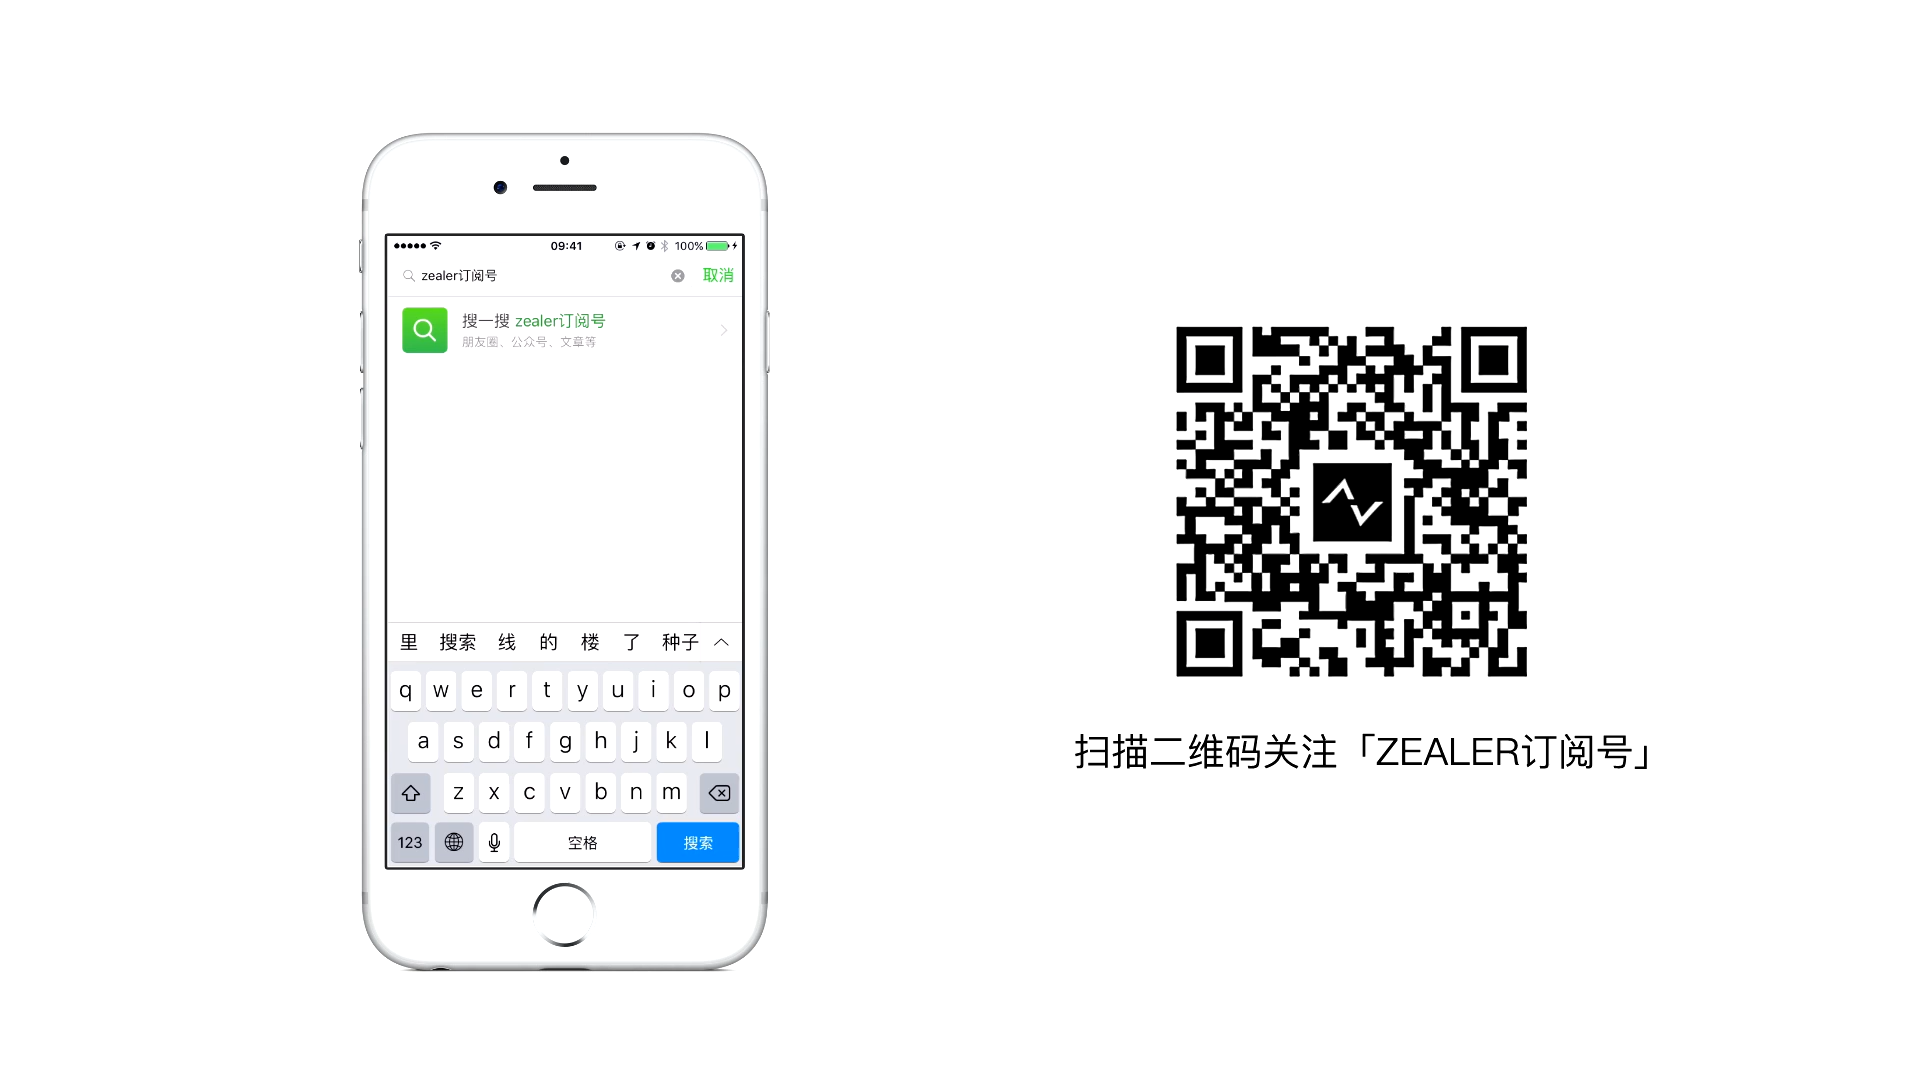 09:41
100%
zealer订阅号
取消
搜一搜 zealer订阅号
朋友圈、公众号、文章等
里 搜索 线 的 楼 了 种子
q w e r t y u i o p
a s d f g h j k l
z x c v b n m
123 空格 搜索
扫描二维码关注「ZEALER订阅号」